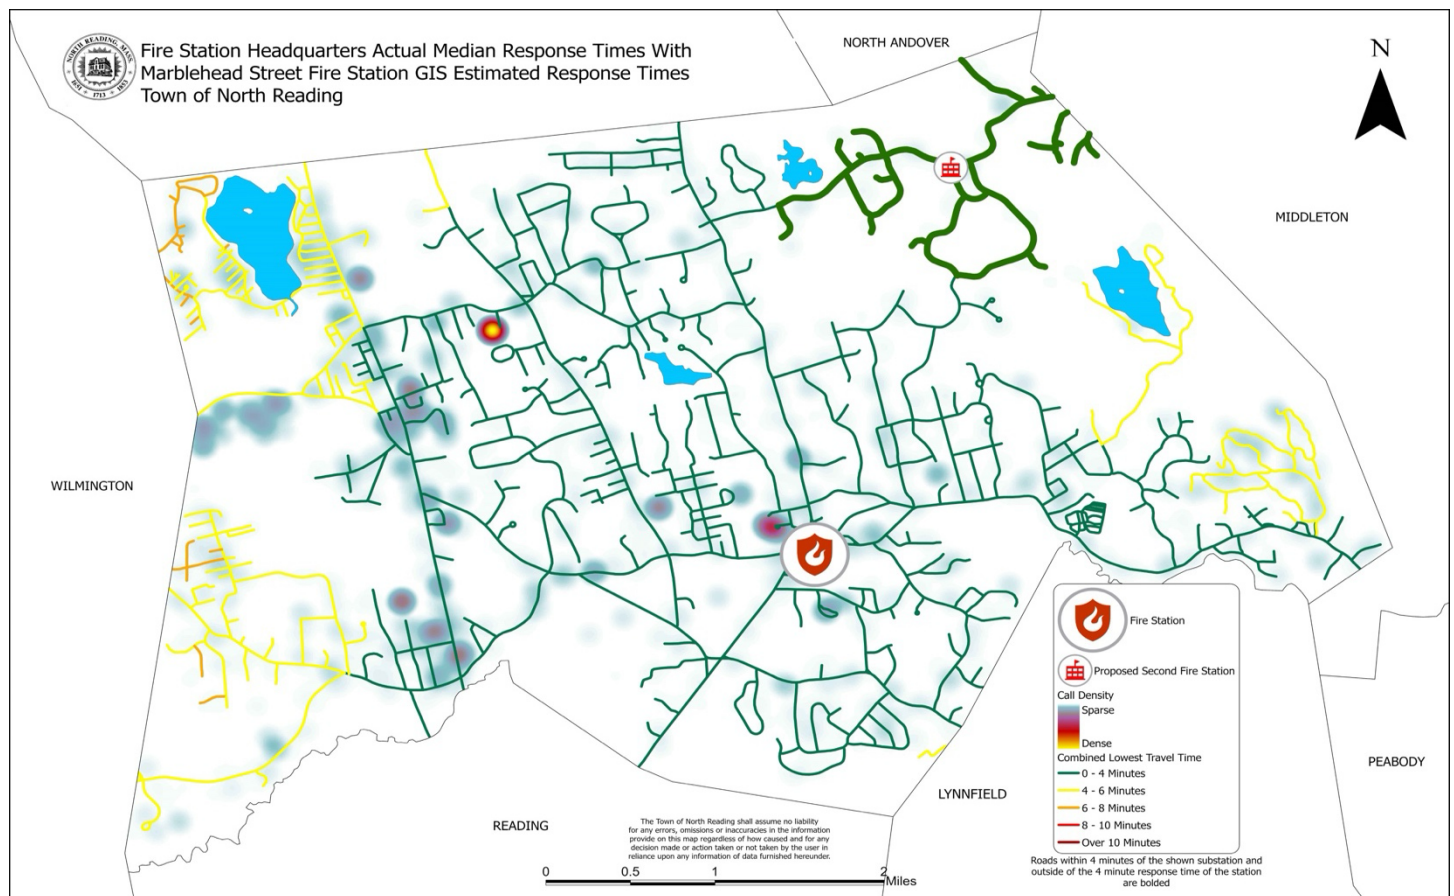 Fire Station Headquarters Actual Median Response Times With
Marblehead Street Fire Station GIS Estimated Response Times
Town of North Reading
NORTH READING, MASS.
1651 1713 1853
NORTH ANDOVER
N
MIDDLETON
WILMINGTON
READING
LYNNFIELD
PEABODY
Fire Station
Proposed Second Fire Station
Call Density
Sparse
Dense
Combined Lowest Travel Time
0 - 4 Minutes
4 - 6 Minutes
6 - 8 Minutes
8 - 10 Minutes
Over 10 Minutes
Roads within 4 minutes of the shown substation and
outside of the 4 minute response time of the station
are bolded
The Town of North Reading shall assume no liability
for any errors, omissions or inaccuracies in the information
provide on this map regardless of how caused and for any
decision made or action taken or not taken by the user in
reliance upon any information of data furnished hereunder.
0 0.5 1 2
Miles